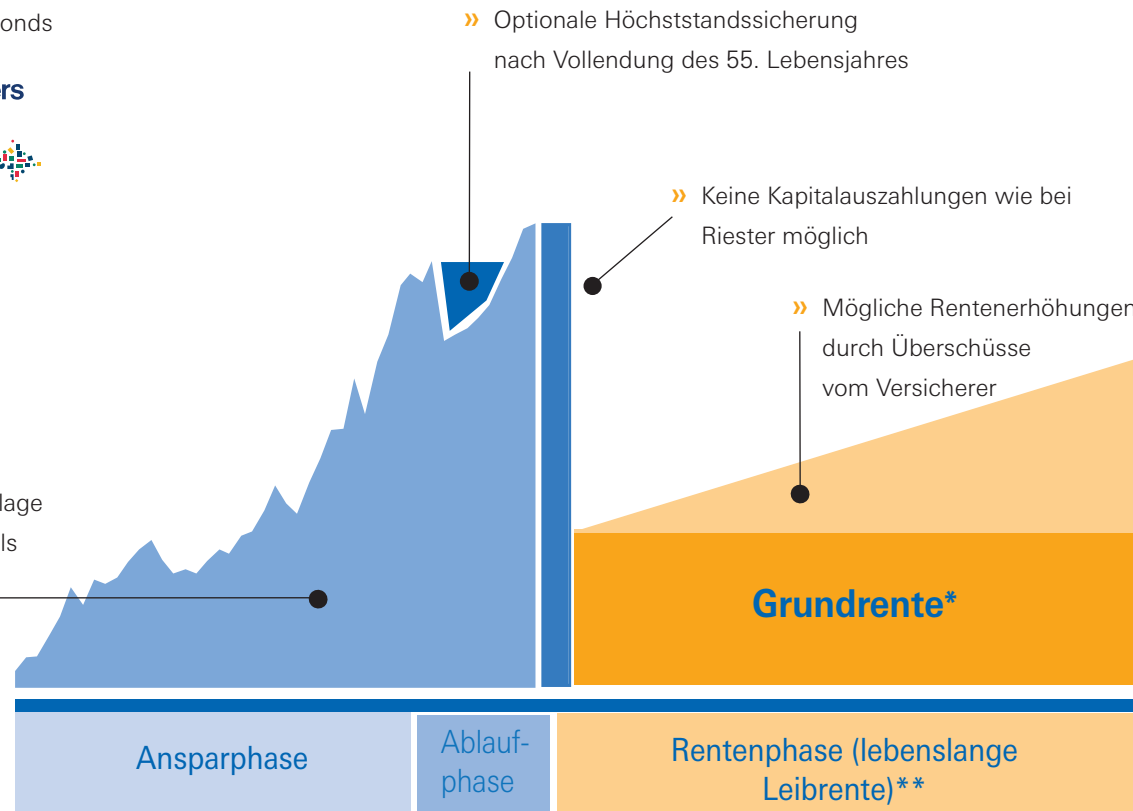 onds
» Optionale Höchststandssicherung
nach Vollendung des 55. Lebensjahres
ers
» Keine Kapitalauszahlungen wie bei
Riester möglich
» Mögliche Rentenerhöhungen
durch Überschüsse
vom Versicherer
lage
ls
Grundrente*
Ansparphase
Ablauf-
phase
Rentenphase (lebenslange
Leibrente)**